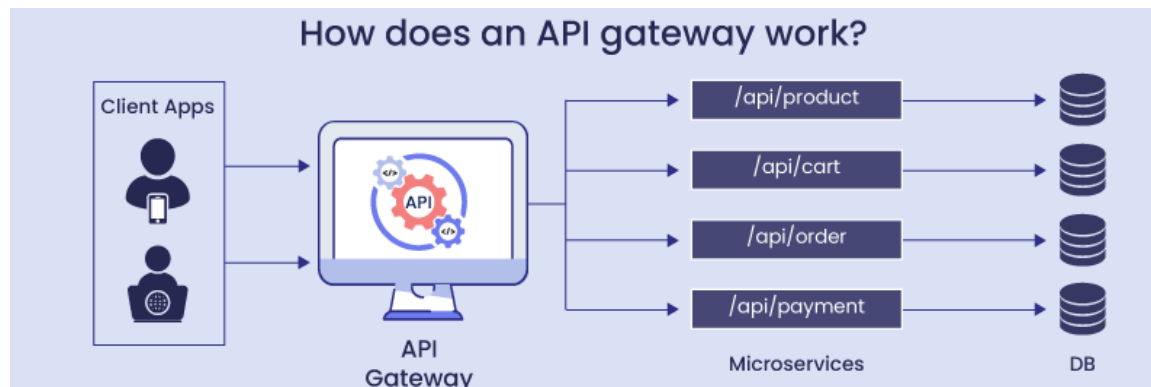 How does an API gateway work?
Client Apps
</>
API
</>
API
Gateway
/api/product
/api/cart
/api/order
/api/payment
Microservices
DB